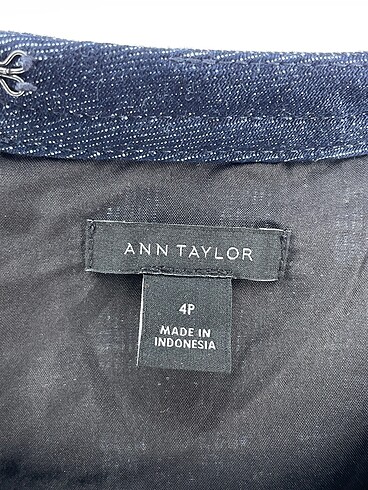 ANN TAYLOR
4P
MADE IN
INDONESIA